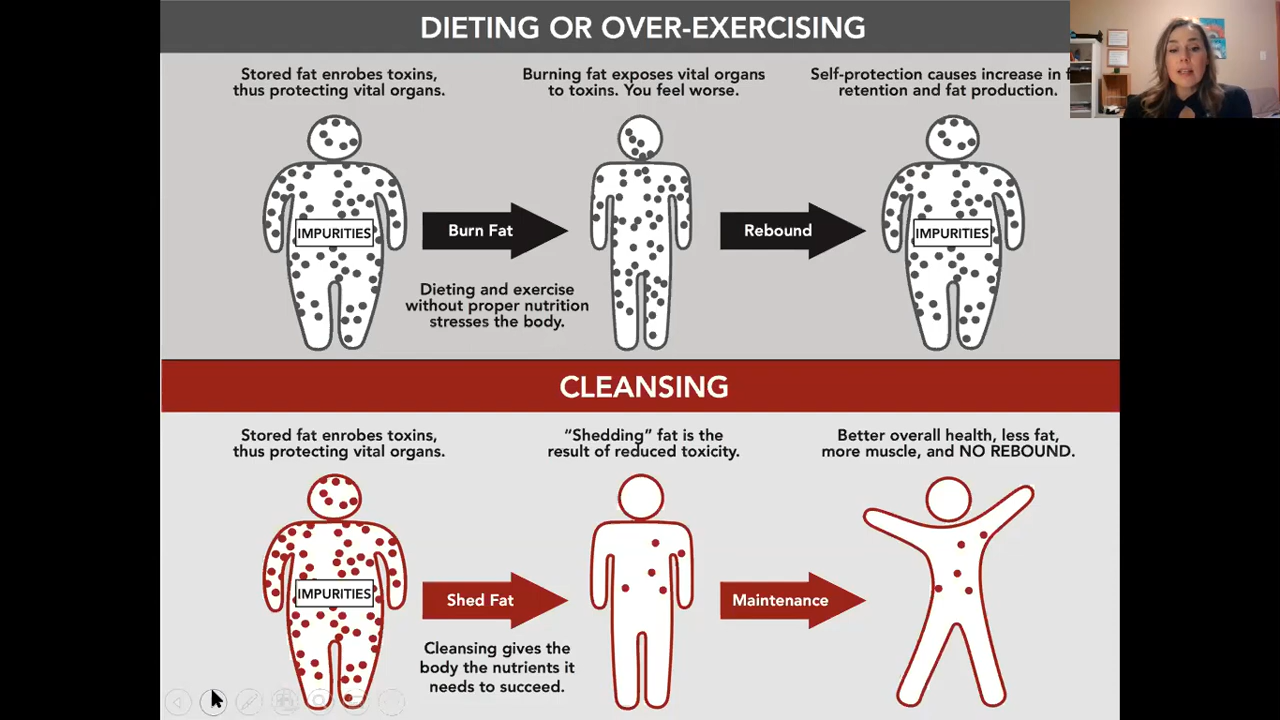 DIETING OR OVER-EXERCISING
Stored fat enrobes toxins,
thus protecting vital organs.
Burning fat exposes vital organs
to toxins. You feel worse.
Self-protection causes increase in
retention and fat production.
IMPURITIES
Burn Fat
Dieting and exercise
without proper nutrition
stresses the body.
Rebound
IMPURITIES
CLEANSING
Stored fat enrobes toxins,
thus protecting vital organs.
“Shedding” fat is the
result of reduced toxicity.
Better overall health, less fat,
more muscle, and NO REBOUND.
IMPURITIES
Shed Fat
Cleansing gives the
body the nutrients it
needs to succeed.
Maintenance